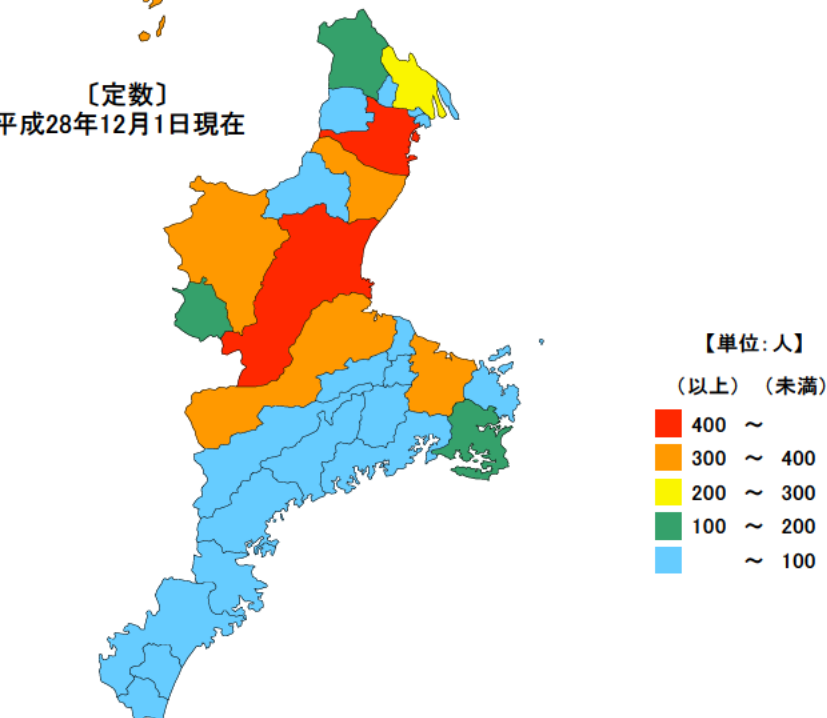 〔定数〕
平成28年12月1日現在
【単位:人】
（以上）（未満）
400 ～
300 ～ 400
200 ～ 300
100 ～ 200
～ 100